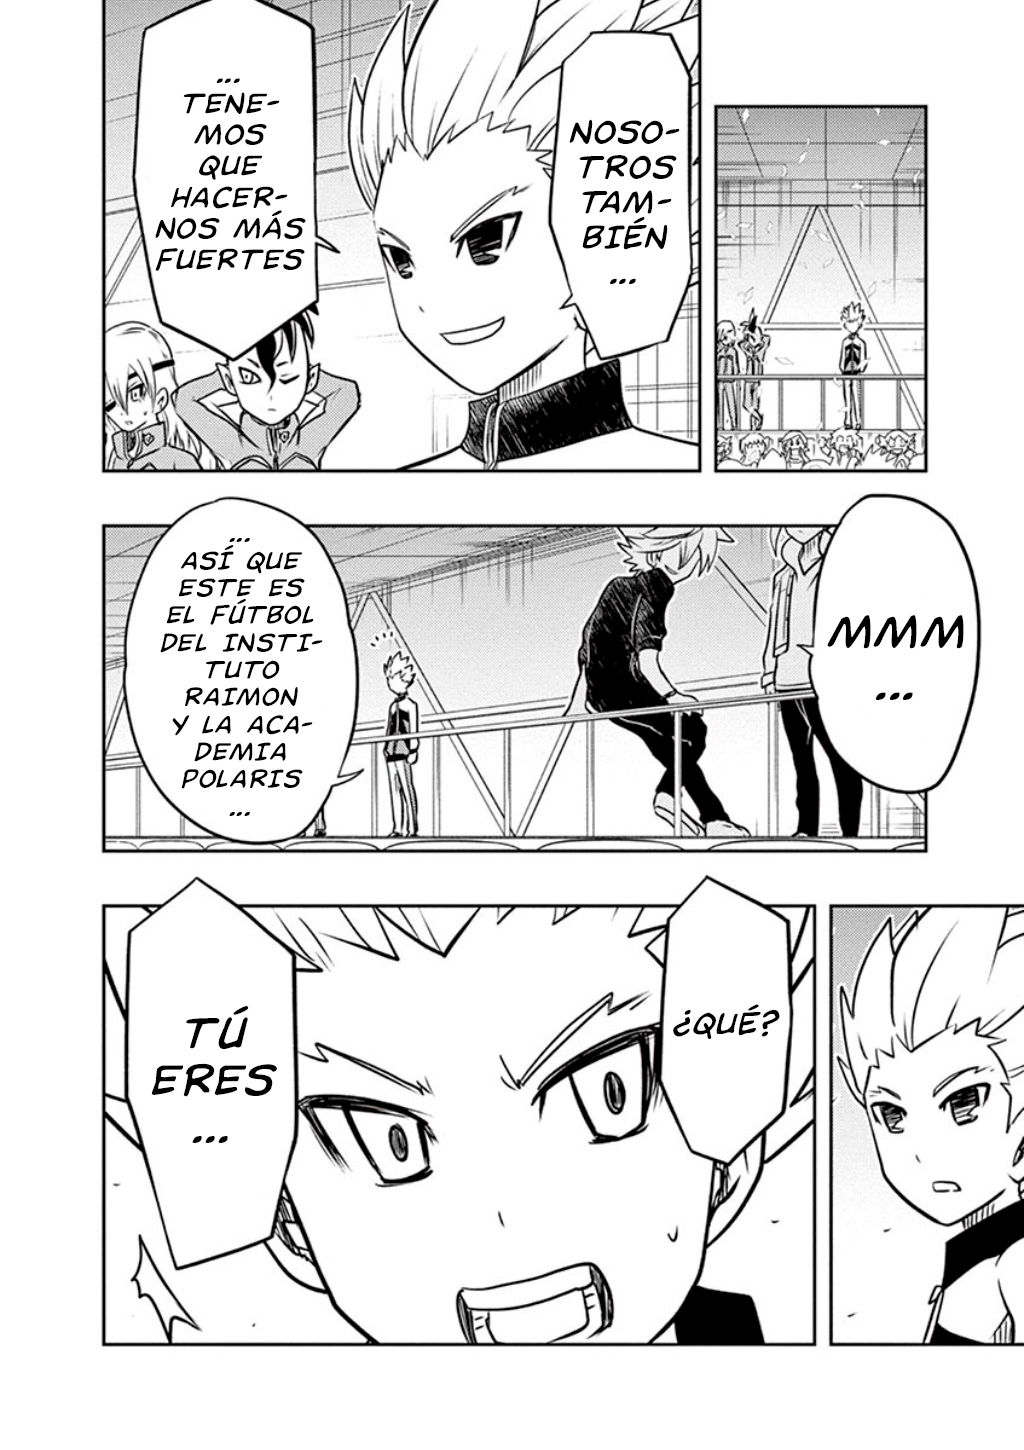 NOSO-
TROS
TAM-
BIÉN
...
...
TENE-
MOS
QUE
HACER-
NOS MÁS
FUERTES
MMM
...
...
ASÍ QUE
ESTE ES
EL FÚTBOL
DEL INSTI-
TUTO
RAIMON
Y LA ACA-
DEMIA
POLARIS
...
¿QUÉ?
TÚ
ERES
...